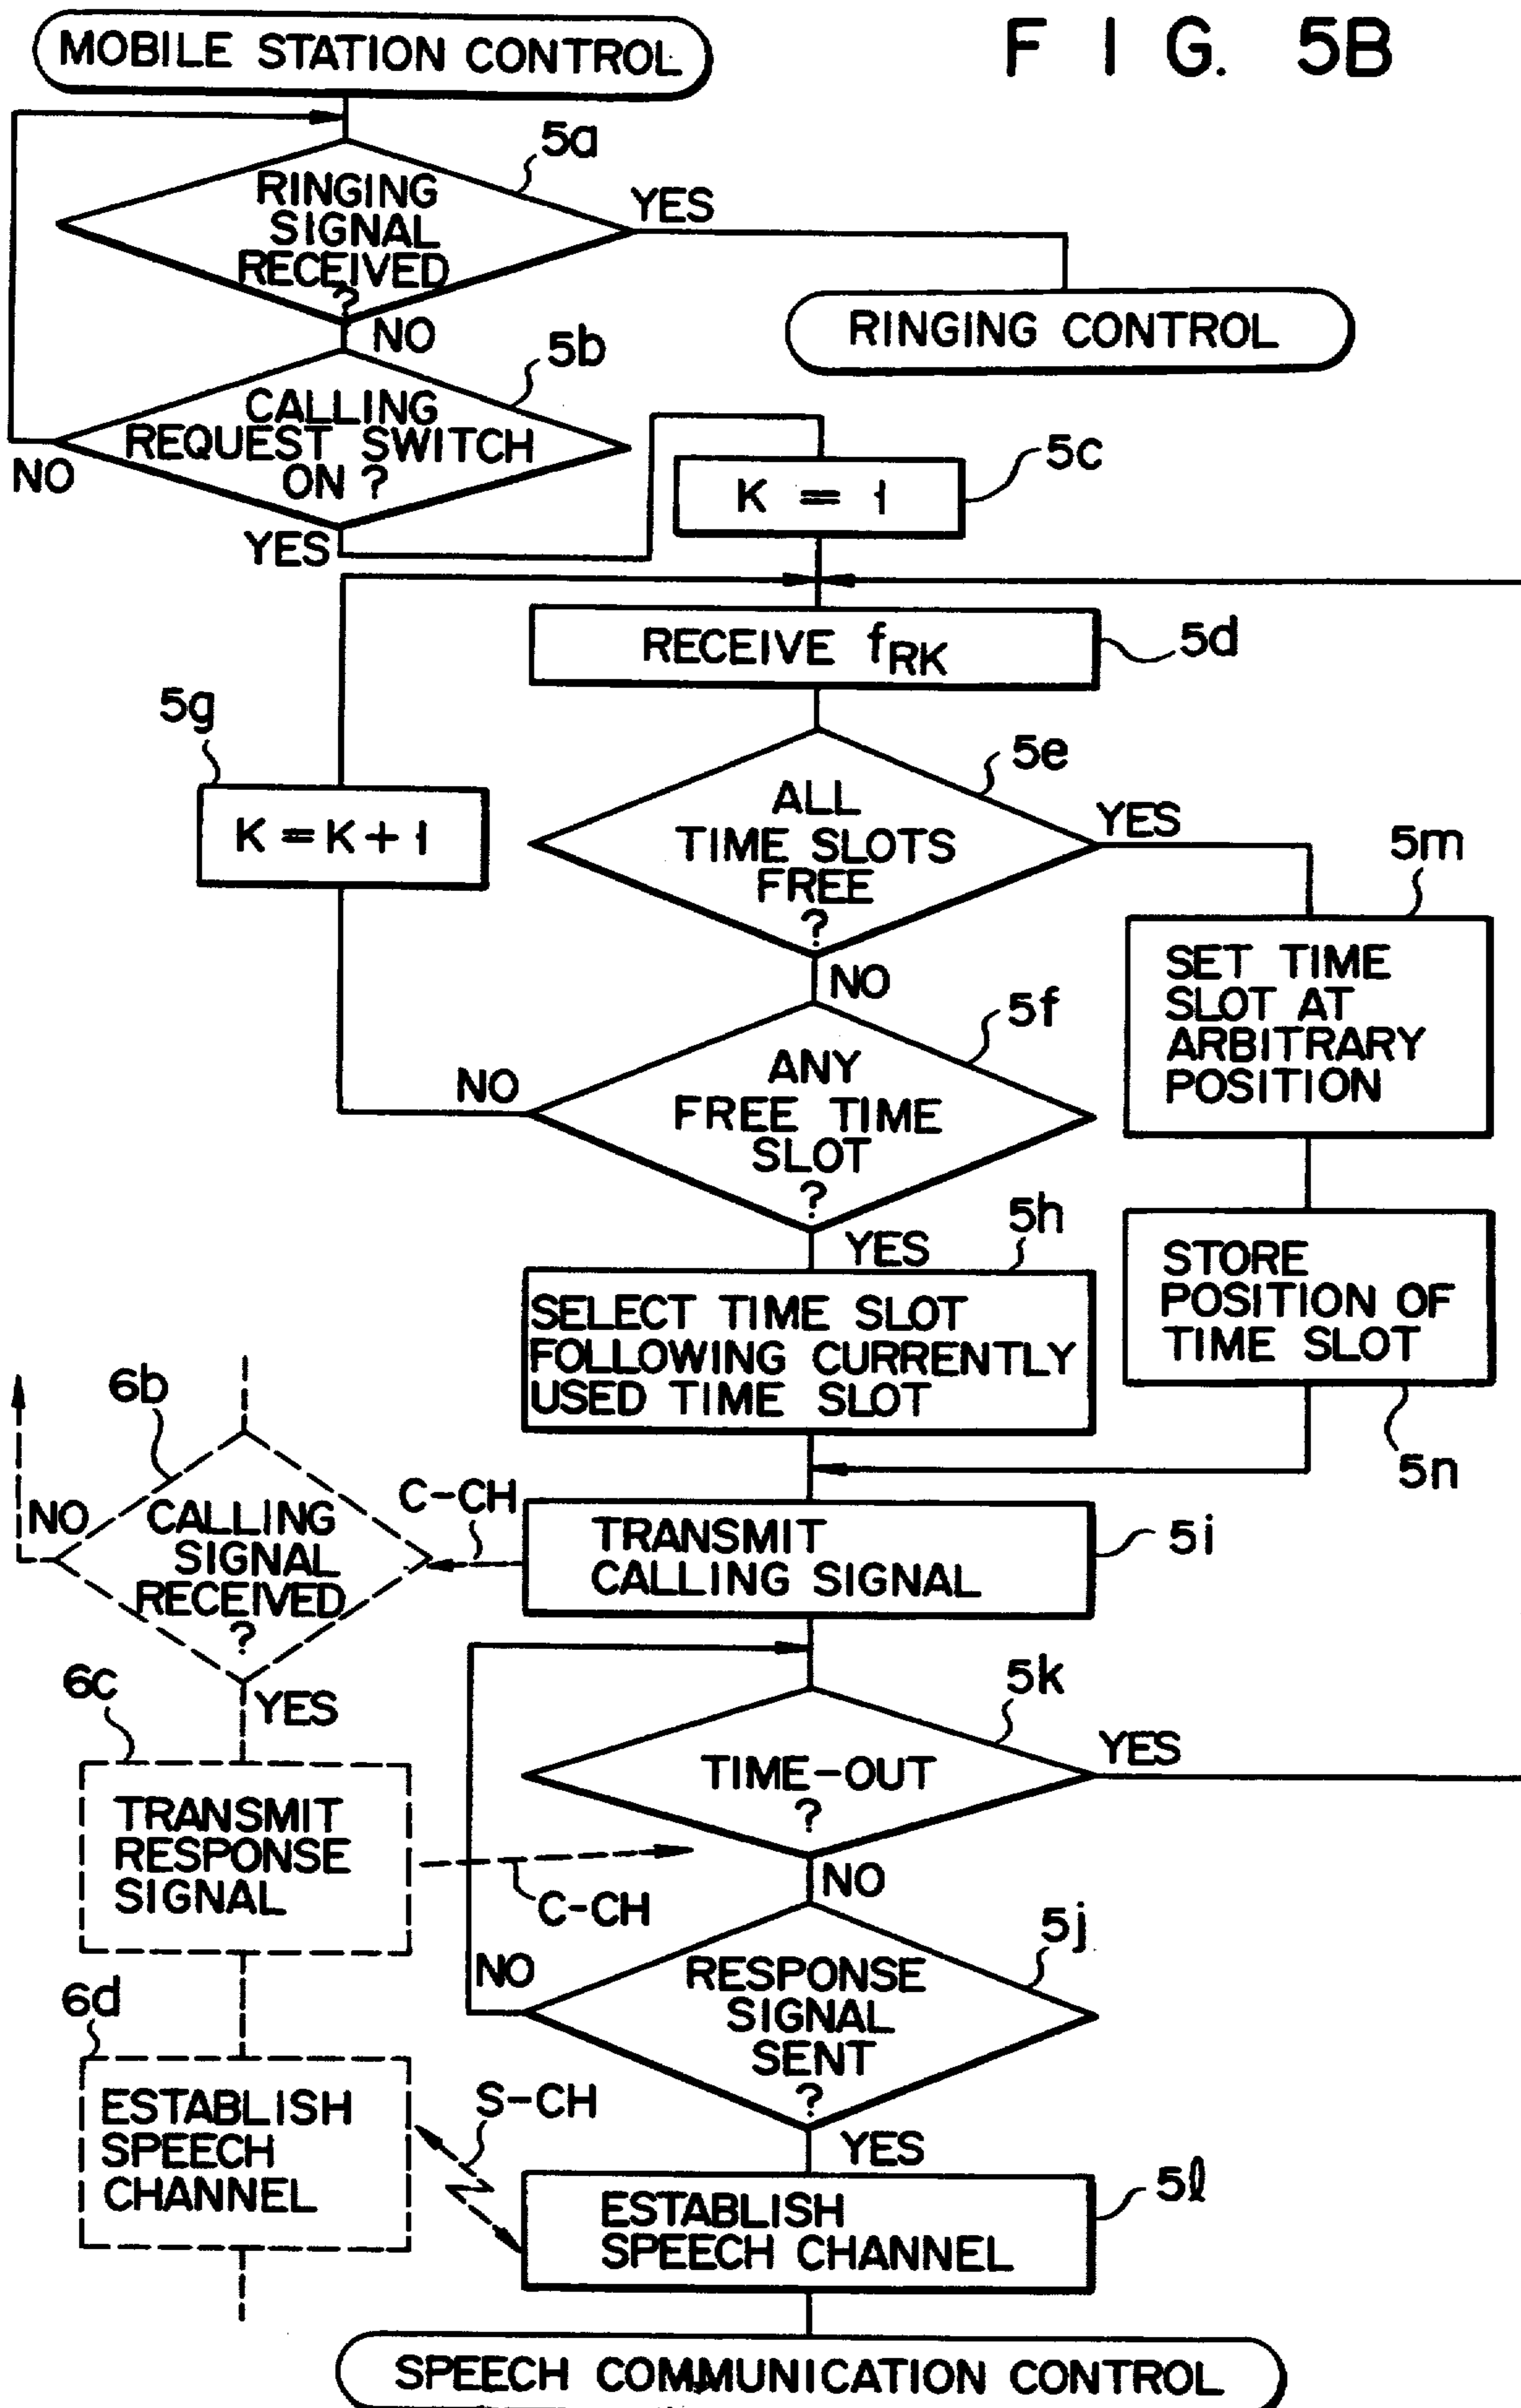 F I G. 5B
MOBILE STATION CONTROL
5a
RINGING
SIGNAL
RECEIVED
?
YES
NO
RINGING CONTROL
5b
CALLING
REQUEST SWITCH
ON ?
NO
YES
5c
K = 1
RECEIVE fRK
5d
5g
K = K + 1
5e
ALL
TIME SLOTS
FREE
?
YES
NO
5m
SET TIME
SLOT AT
ARBITRARY
POSITION
5f
ANY
FREE TIME
SLOT
?
NO
YES
5h
SELECT TIME SLOT
FOLLOWING CURRENTLY
USED TIME SLOT
STORE
POSITION OF
TIME SLOT
5n
6b
CALLING
SIGNAL
RECEIVED
?
NO
YES
C-CH
TRANSMIT
CALLING SIGNAL
5i
5k
TIME-OUT
?
YES
NO
6c
TRANSMIT
RESPONSE
SIGNAL
C-CH
5j
RESPONSE
SIGNAL
SENT
?
NO
YES
6d
ESTABLISH
SPEECH
CHANNEL
S-CH
5l
ESTABLISH
SPEECH CHANNEL
SPEECH COMMUNICATION CONTROL